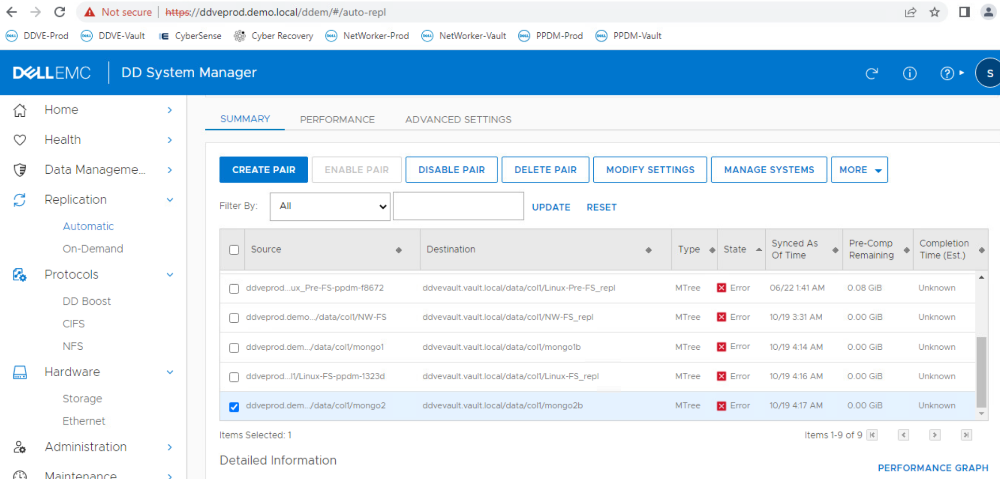 Not secure https://ddveprod.demo.local/ddem/#/auto-repl
DDVE-Prod DDVE-Vault CyberSense Cyber Recovery NetWorker-Prod NetWorker-Vault PPDM-Prod PPDM-Vault
DELLEMC DD System Manager S
Home
Health
Data Manageme...
Replication
Automatic
On-Demand
Protocols
DD Boost
CIFS
NFS
Hardware
Storage
Ethernet
Administration
Maintenance
SUMMARY PERFORMANCE ADVANCED SETTINGS
CREATE PAIR ENABLE PAIR DISABLE PAIR DELETE PAIR MODIFY SETTINGS MANAGE SYSTEMS MORE
Filter By: All UPDATE RESET
Source Destination Type State Synced As Of Time Pre-Comp Remaining Completion Time (Est.)
ddveprod...ux_Pre-FS-ppdm-f8672 ddvevault.vault.local/data/col1/Linux-Pre-FS_repl MTree Error 06/22 1:41 AM 0.08 GiB Unknown
ddveprod.demo.../data/col1/NW-FS ddvevault.vault.local/data/col1/NW-FS_repl MTree Error 10/19 3:31 AM 0.00 GiB Unknown
ddveprod.dem.../data/col1/mongo1 ddvevault.vault.local/data/col1/mongo1b MTree Error 10/19 4:14 AM 0.00 GiB Unknown
ddveprod...l1/Linux-FS-ppdm-1323d ddvevault.vault.local/data/col1/Linux-FS_repl MTree Error 10/19 4:16 AM 0.00 GiB Unknown
ddveprod.dem.../data/col1/mongo2 ddvevault.vault.local/data/col1/mongo2b MTree Error 10/19 4:17 AM 0.00 GiB Unknown
Items Selected: 1 Items 1-9 of 9
Detailed Information
PERFORMANCE GRAPH